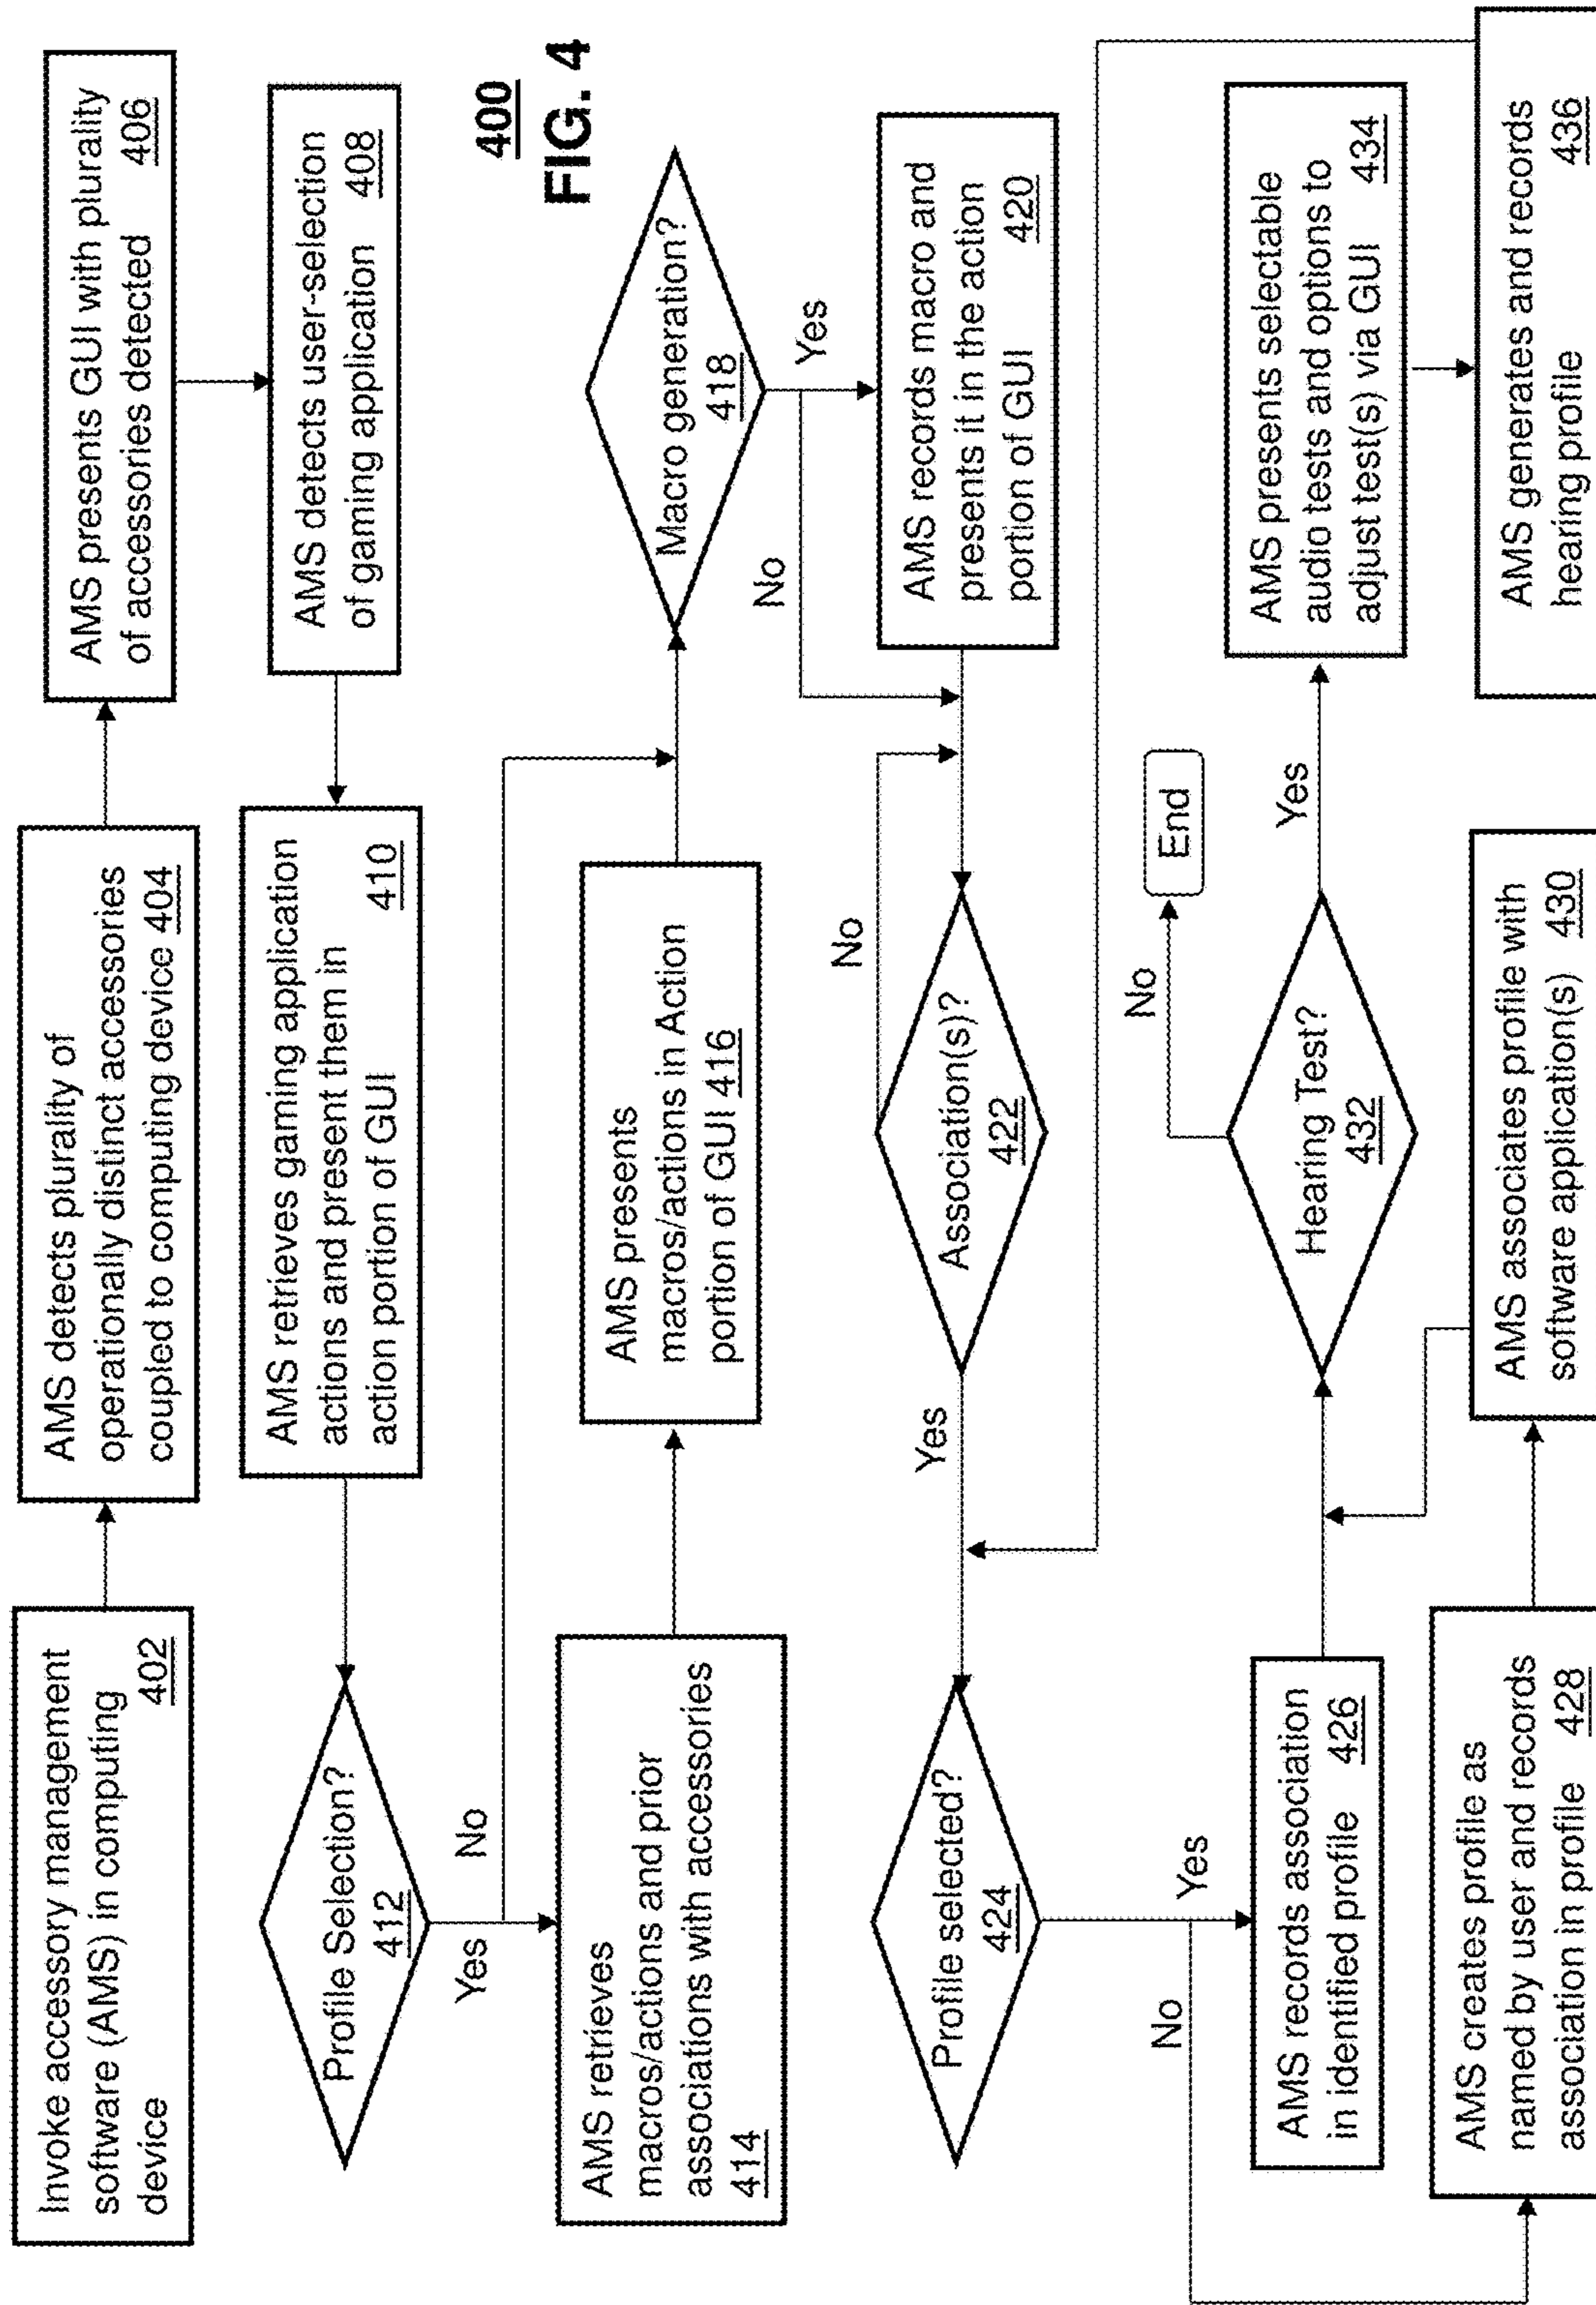 Invoke accessory management
software (AMS) in computing
device 402
AMS detects plurality of
operationally distinct accessories
coupled to computing device 404
AMS presents GUI with plurality
of accessories detected 406
AMS detects user-selection
of gaming application 408
AMS retrieves gaming application
actions and present them in
action portion of GUI 410
Profile Selection?
412
No
Yes
AMS retrieves
macros/actions and prior
associations with accessories
414
AMS presents
macros/actions in Action
portion of GUI 416
Macro generation?
418
No
Yes
400
FIG. 4
AMS records macro and
presents it in the action
portion of GUI 420
Association(s)?
422
No
Yes
Profile selected?
424
Yes
No
AMS records association
in identified profile 426
AMS creates profile as
named by user and records
association in profile 428
AMS associates profile with
software application(s) 430
Hearing Test?
432
No
End
Yes
AMS presents selectable
audio tests and options to
adjust test(s) via GUI 434
AMS generates and records
hearing profile 436